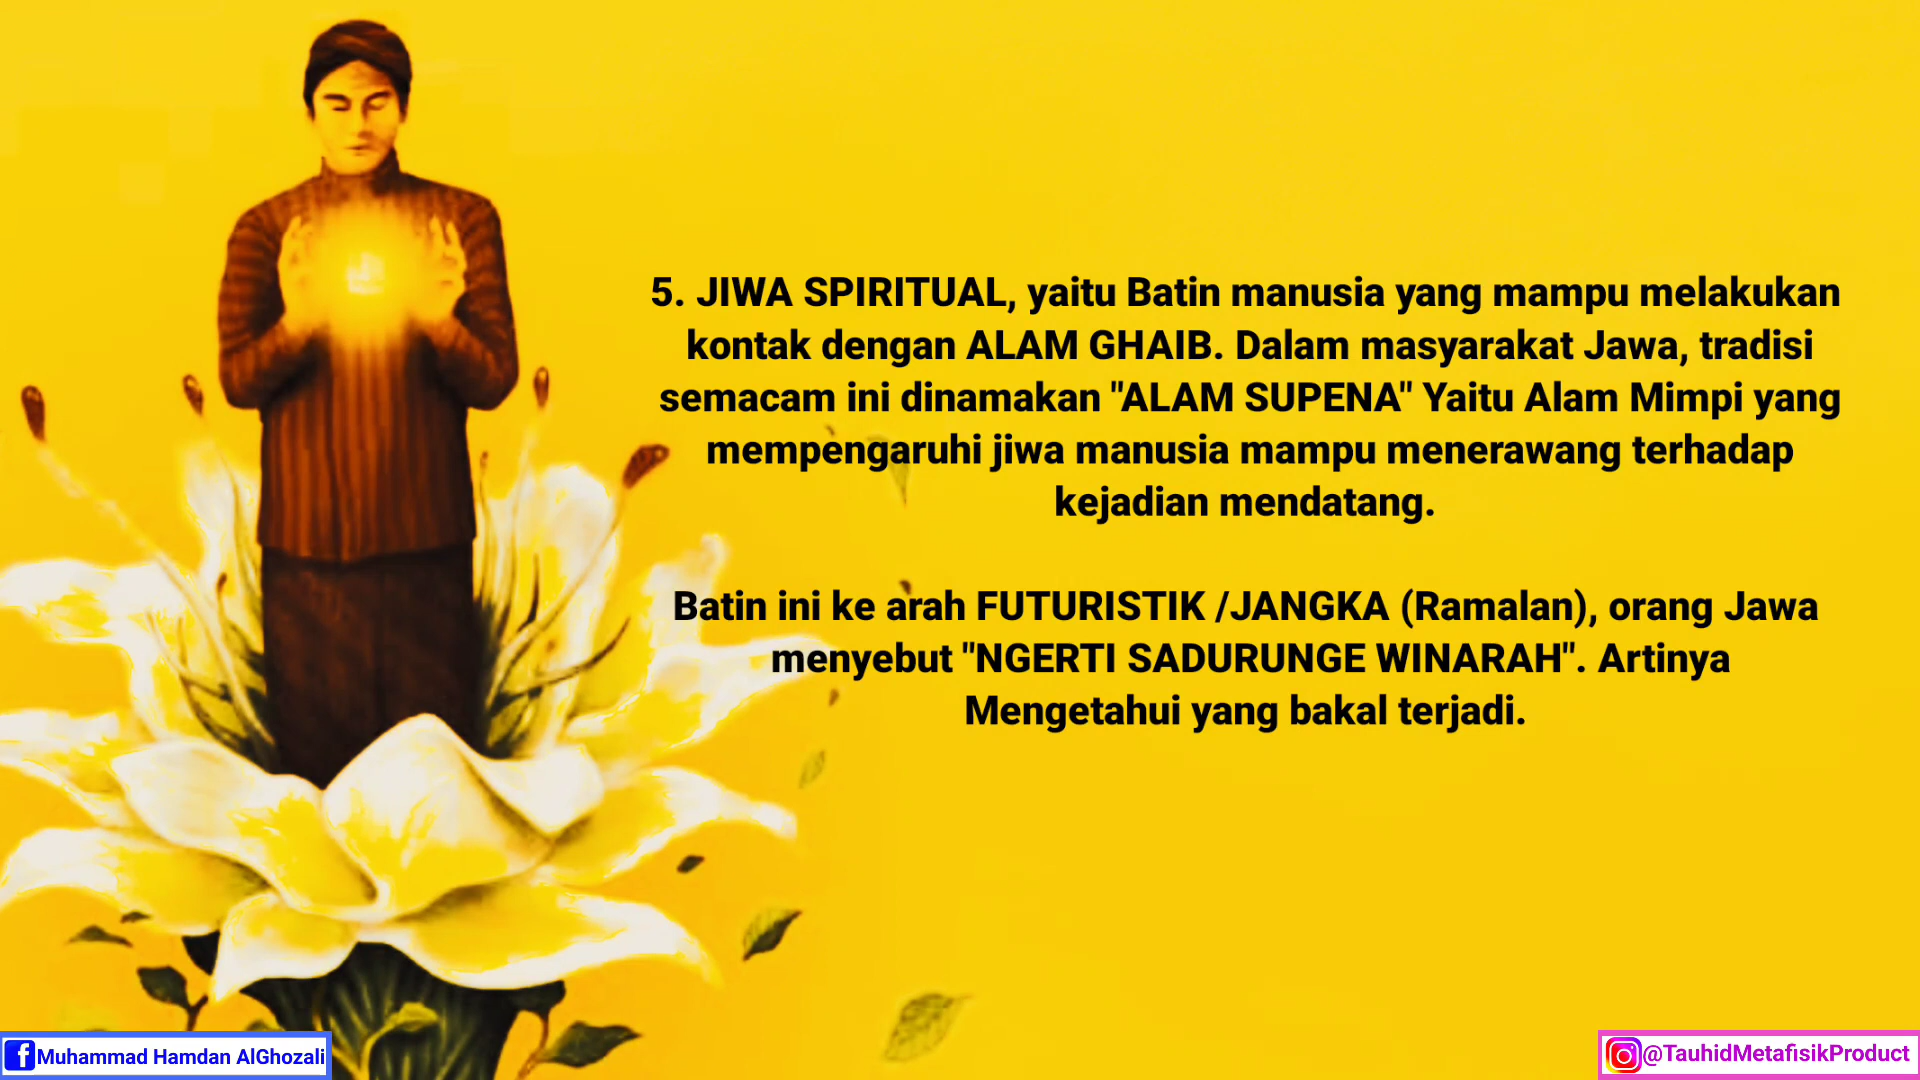 5. JIWA SPIRITUAL, yaitu Batin manusia yang mampu melakukan
kontak dengan ALAM GHAIB. Dalam masyarakat Jawa, tradisi
semacam ini dinamakan "ALAM SUPENA" Yaitu Alam Mimpi yang
mempengaruhi jiwa manusia mampu menerawang terhadap
kejadian mendatang.
Batin ini ke arah FUTURISTIK /JANGKA (Ramalan), orang Jawa
menyebut "NGERTI SADURUNGE WINARAH". Artinya
Mengetahui yang bakal terjadi.
Muhammad Hamdan AlGhozali
@TauhidMetafisikProduct